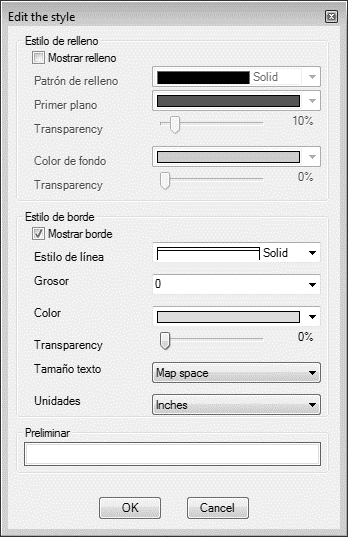 Edit the style
Estilo de relleno
Mostrar relleno
Patrón de relleno Solid
Primer plano
Transparency 10%
Color de fondo
Transparency 0%
Estilo de borde
Mostrar borde
Estilo de línea Solid
Grosor 0
Color
Transparency 0%
Tamaño texto Map space
Unidades Inches
Preliminar
OK Cancel